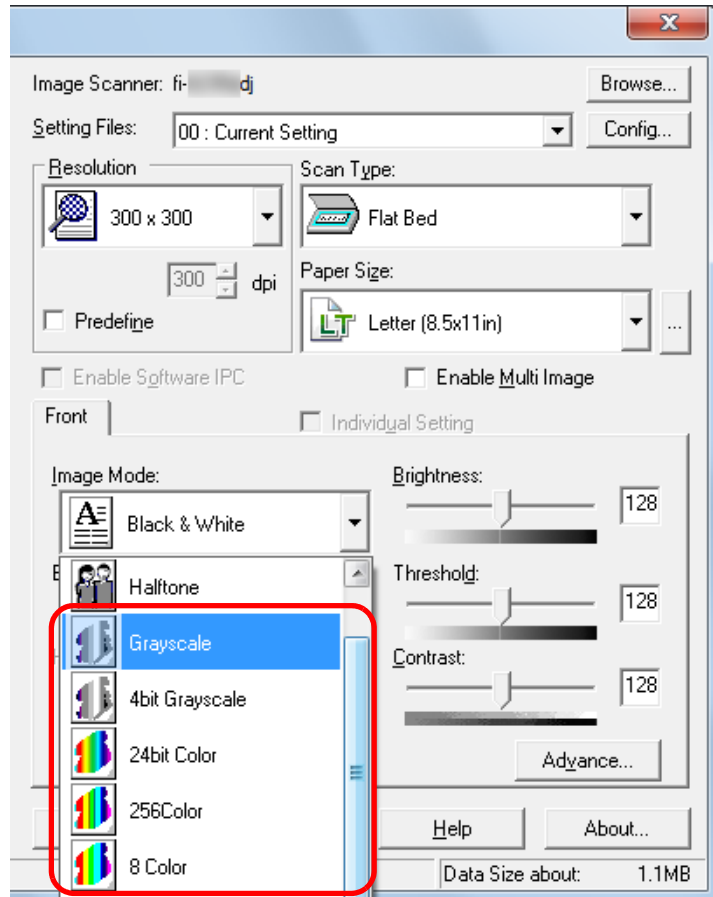 Image Scanner: fi- dj Browse...
Setting Files: 00 : Current Setting Config...
Resolution Scan Type:
300 x 300 Flat Bed
300 dpi Paper Size:
Predefine LT Letter (8.5x11in) ...
Enable Software IPC Enable Multi Image
Front Individual Setting
Image Mode: Brightness:
A Black & White 128
Halftone Threshold:
128
Grayscale
Contrast:
4bit Grayscale 128
24bit Color Advance...
256Color
Help About...
8 Color
Data Size about: 1.1MB